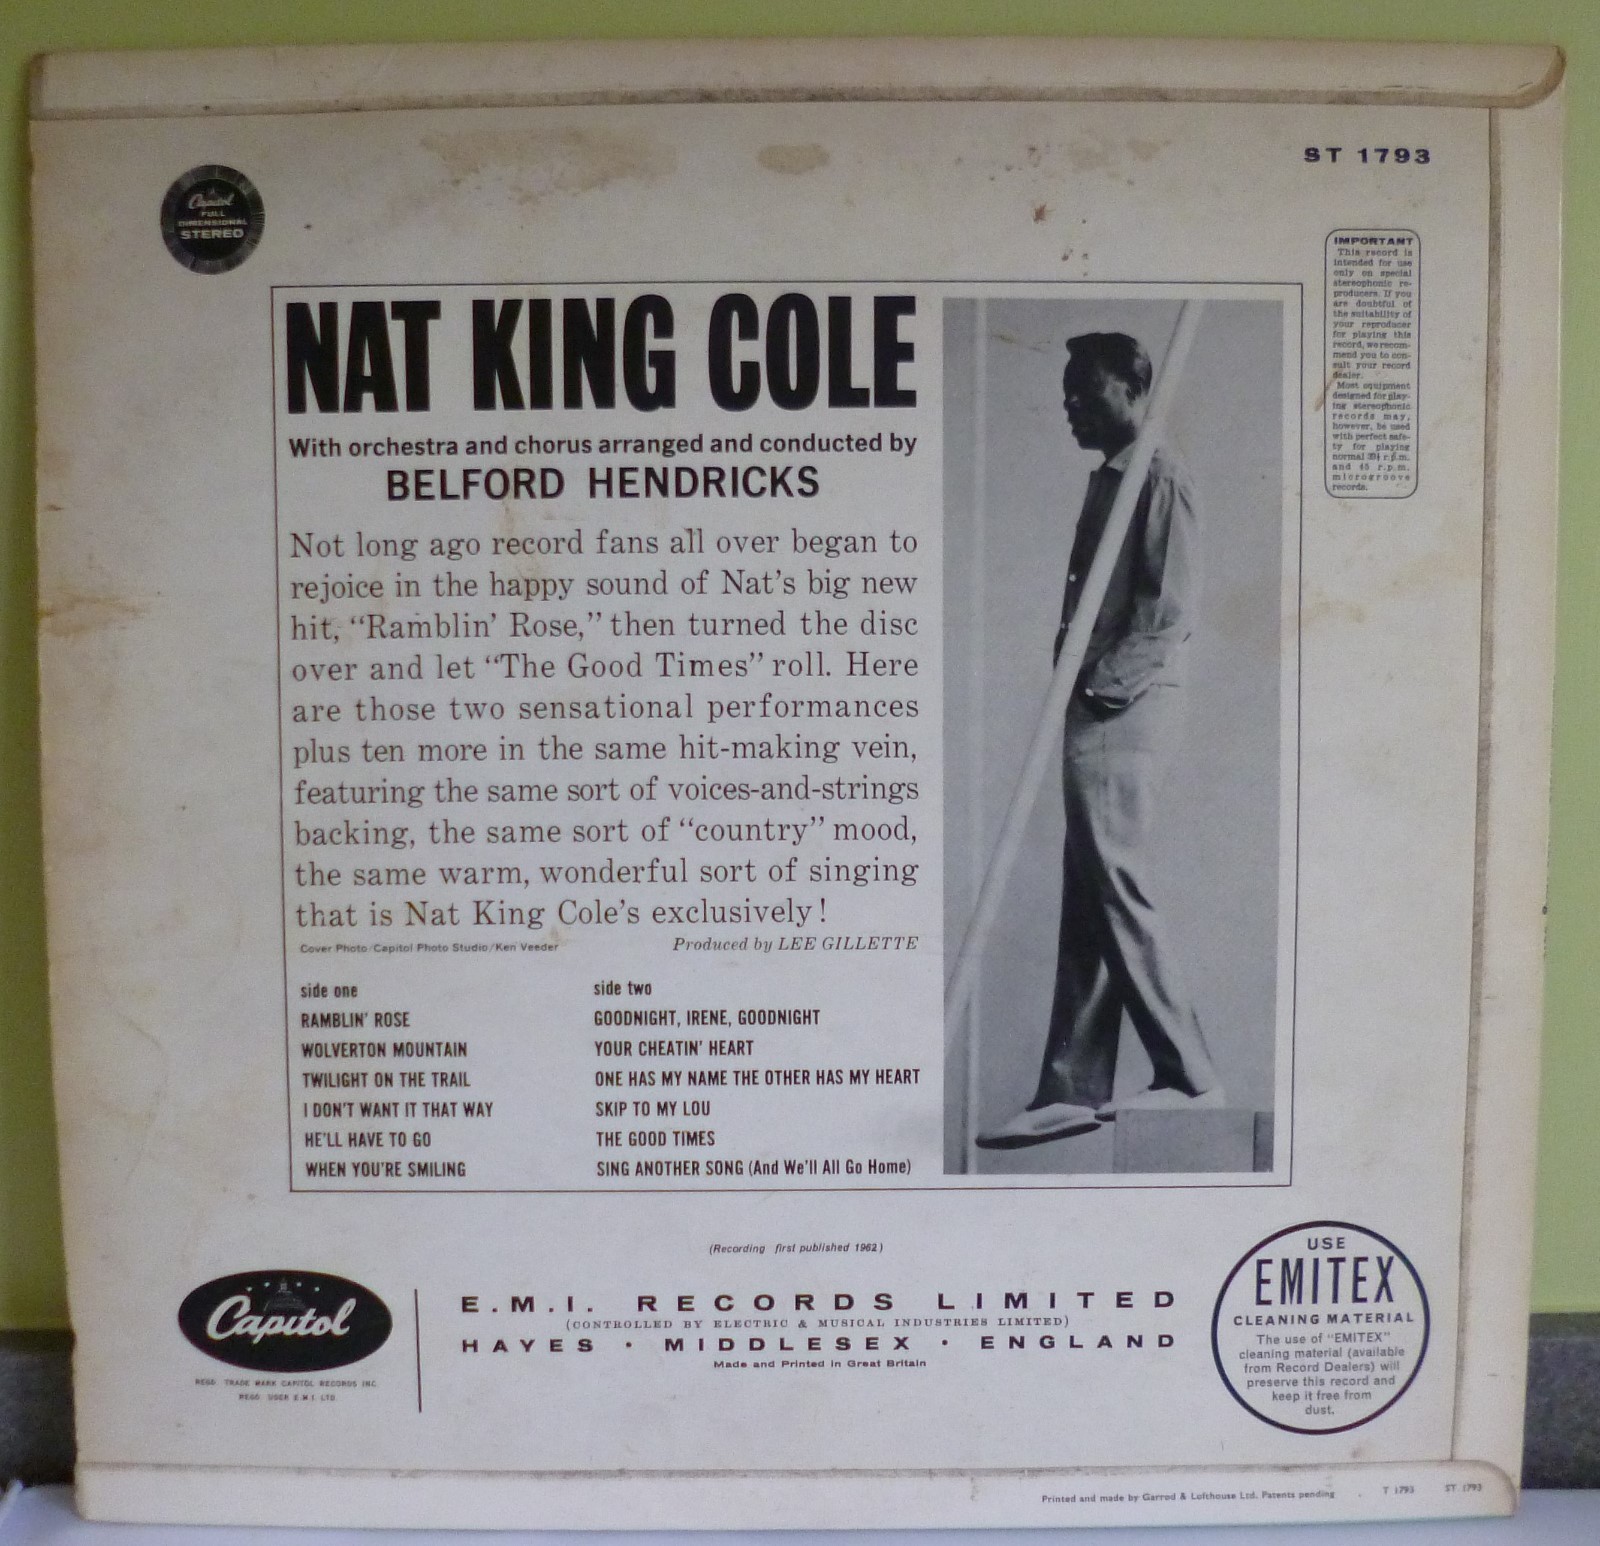 ST 1793
Capitol
FULL
DIMENSIONAL
STEREO
IMPORTANT
This record is
intended for use
only on special
stereophonic re-
producers. If you
are doubtful of
the suitability of
your reproducer
for playing this
record, we recom-
mend you to con-
sult your record
dealer.
Most equipment
designed for play-
ing stereophonic
records may,
however, be used
with perfect safe-
ty for playing
normal 33⅓ r.p.m.
and 45 r.p.m.
microgroove
records.
NAT KING COLE
With orchestra and chorus arranged and conducted by
BELFORD HENDRICKS
Not long ago record fans all over began to
rejoice in the happy sound of Nat's big new
hit, “Ramblin' Rose,” then turned the disc
over and let “The Good Times” roll. Here
are those two sensational performances
plus ten more in the same hit-making vein,
featuring the same sort of voices-and-strings
backing, the same sort of “country” mood,
the same warm, wonderful sort of singing
that is Nat King Cole's exclusively!
Cover Photo/Capitol Photo Studio/Ken Veeder
Produced by LEE GILLETTE
side one
RAMBLIN' ROSE
WOLVERTON MOUNTAIN
TWILIGHT ON THE TRAIL
I DON'T WANT IT THAT WAY
HE'LL HAVE TO GO
WHEN YOU'RE SMILING
side two
GOODNIGHT, IRENE, GOODNIGHT
YOUR CHEATIN' HEART
ONE HAS MY NAME THE OTHER HAS MY HEART
SKIP TO MY LOU
THE GOOD TIMES
SING ANOTHER SONG (And We'll All Go Home)
(Recording first published 1962)
Capitol
REGD. TRADE MARK CAPITOL RECORDS INC.
REGD. USER E.M.I. LTD.
E.M.I. RECORDS LIMITED
(CONTROLLED BY ELECTRIC & MUSICAL INDUSTRIES LIMITED)
HAYES · MIDDLESEX · ENGLAND
Made and Printed in Great Britain
USE
EMITEX
CLEANING MATERIAL
The use of "EMITEX"
cleaning material (available
from Record Dealers) will
preserve this record and
keep it free from
dust.
Printed and made by Garrod & Lofthouse Ltd. Patents pending
T 1793
ST 1793